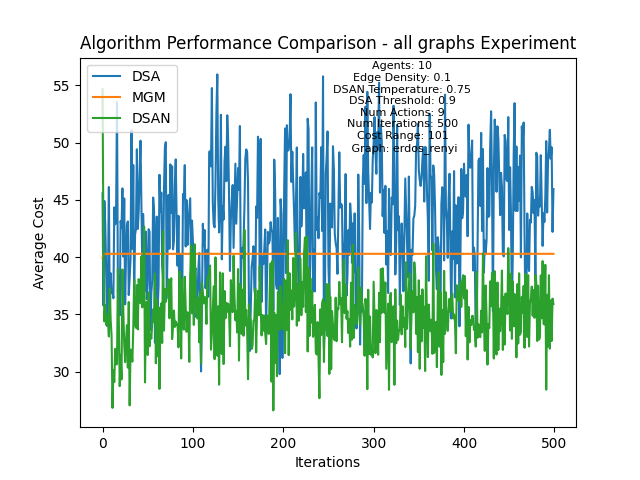 Algorithm Performance Comparison - all graphs Experiment
DSA
MGM
DSAN
Agents: 10
Edge Density: 0.1
DSAN Temperature: 0.75
DSA Threshold: 0.9
Num Actions: 9
Num Iterations: 500
Cost Range: 101
Graph: erdos_renyi
55
50
45
40
35
30
Average Cost
0 100 200 300 400 500
Iterations